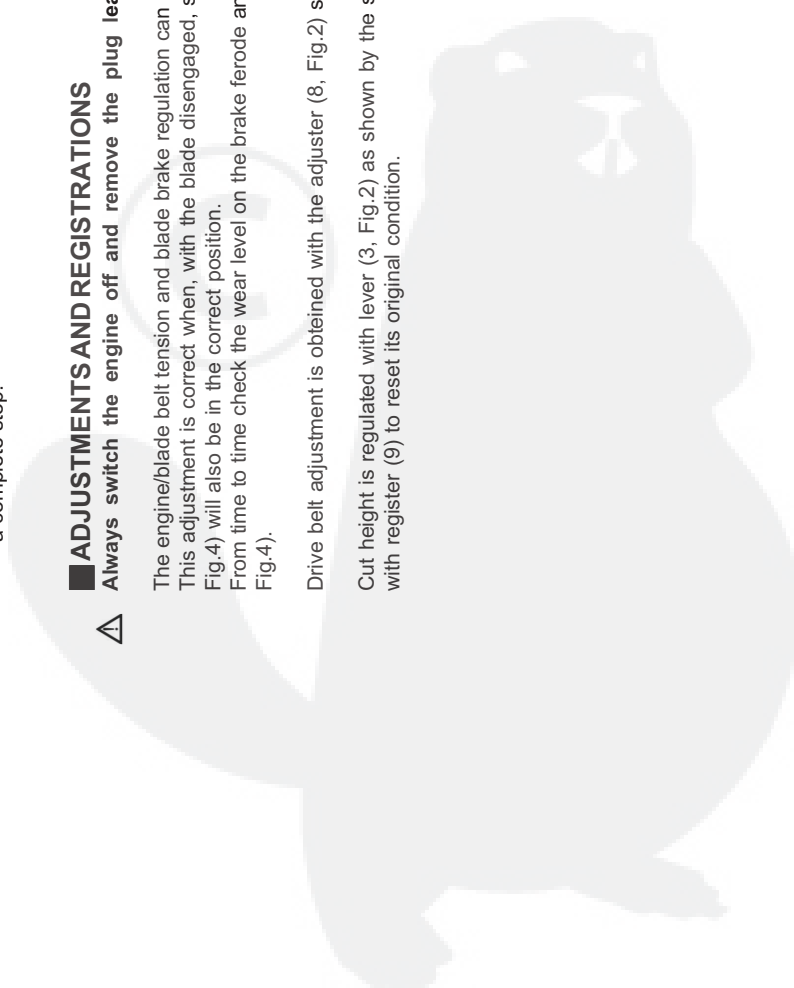 a complete stop.
ADJUSTMENTS AND REGISTRATIONS
Always switch the engine off and remove the plug
The engine/blade belt tension and blade brake regulation can
This adjustment is correct when, with the blade disengaged,
Fig.4) will also be in the correct position.
From time to time check the wear level on the brake ferode
Fig.4).
Drive belt adjustment is obteined with the adjuster (8, Fig.2)
Cut height is regulated with lever (3, Fig.2) as shown by the
with register (9) to reset its original condition.
©